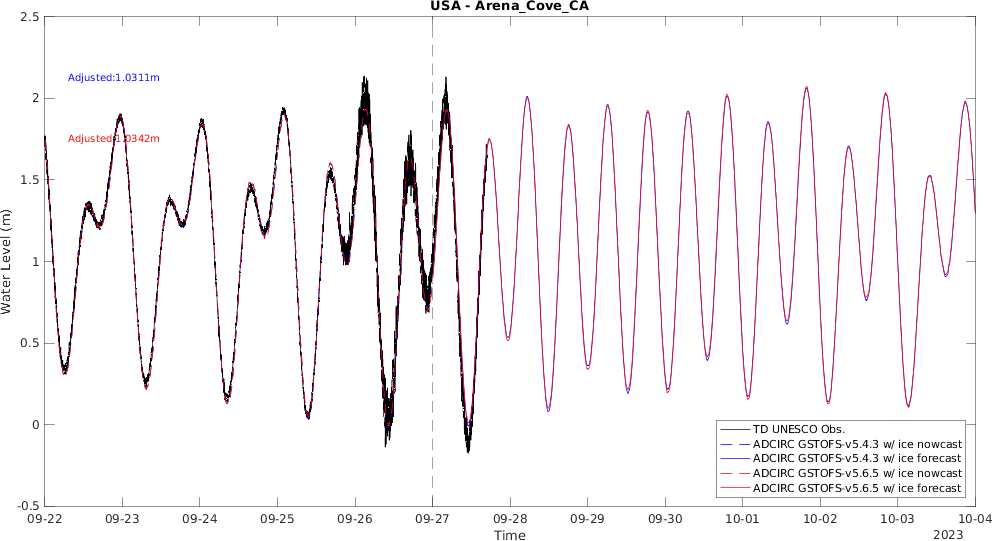 USA - Arena_Cove_CA
2.5
2
1.5
1
0.5
0
-0.5
Water Level (m)
Adjusted:1.0311m
Adjusted:1.0342m
TD UNESCO Obs.
ADCIRC GSTOFS-v5.4.3 w/ ice nowcast
ADCIRC GSTOFS-v5.4.3 w/ ice forecast
ADCIRC GSTOFS-v5.6.5 w/ ice nowcast
ADCIRC GSTOFS-v5.6.5 w/ ice forecast
09-22 09-23 09-24 09-25 09-26 09-27 09-28 09-29 09-30 10-01 10-02 10-03 10-04
Time
2023